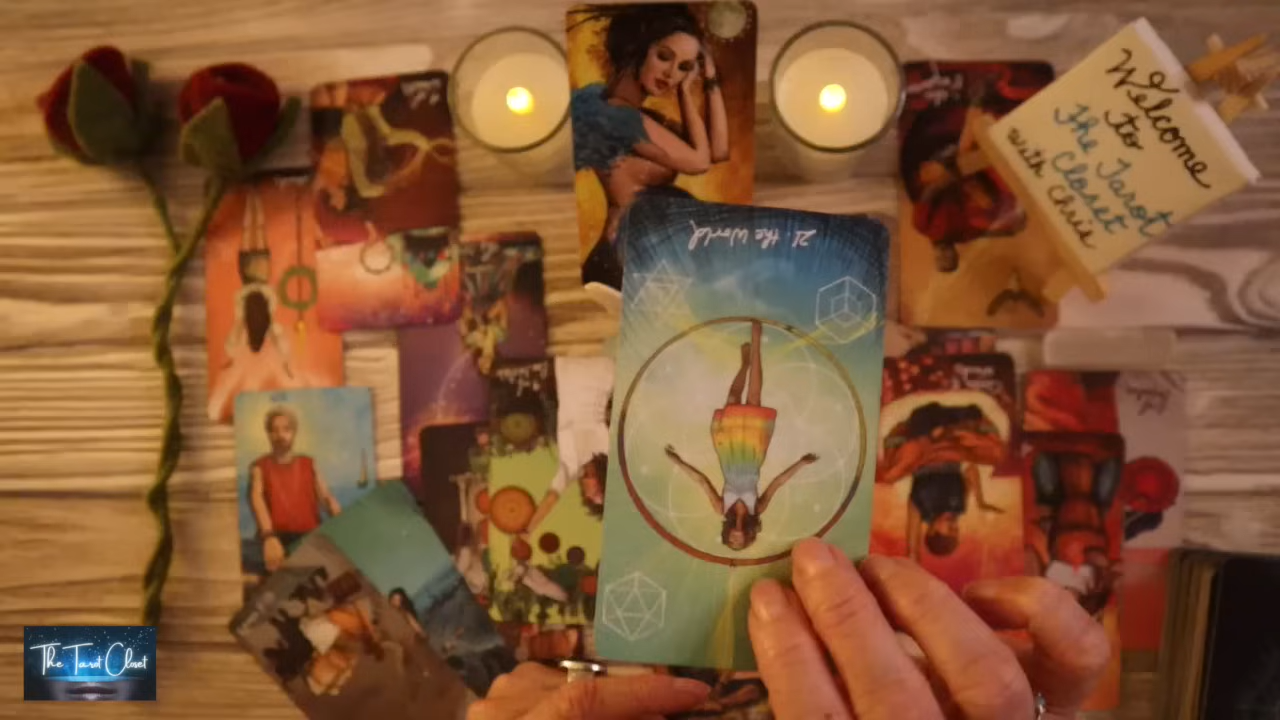 Welcome
to
The Tarot
Closet
with Chris
21. the World
The Tarot Closet